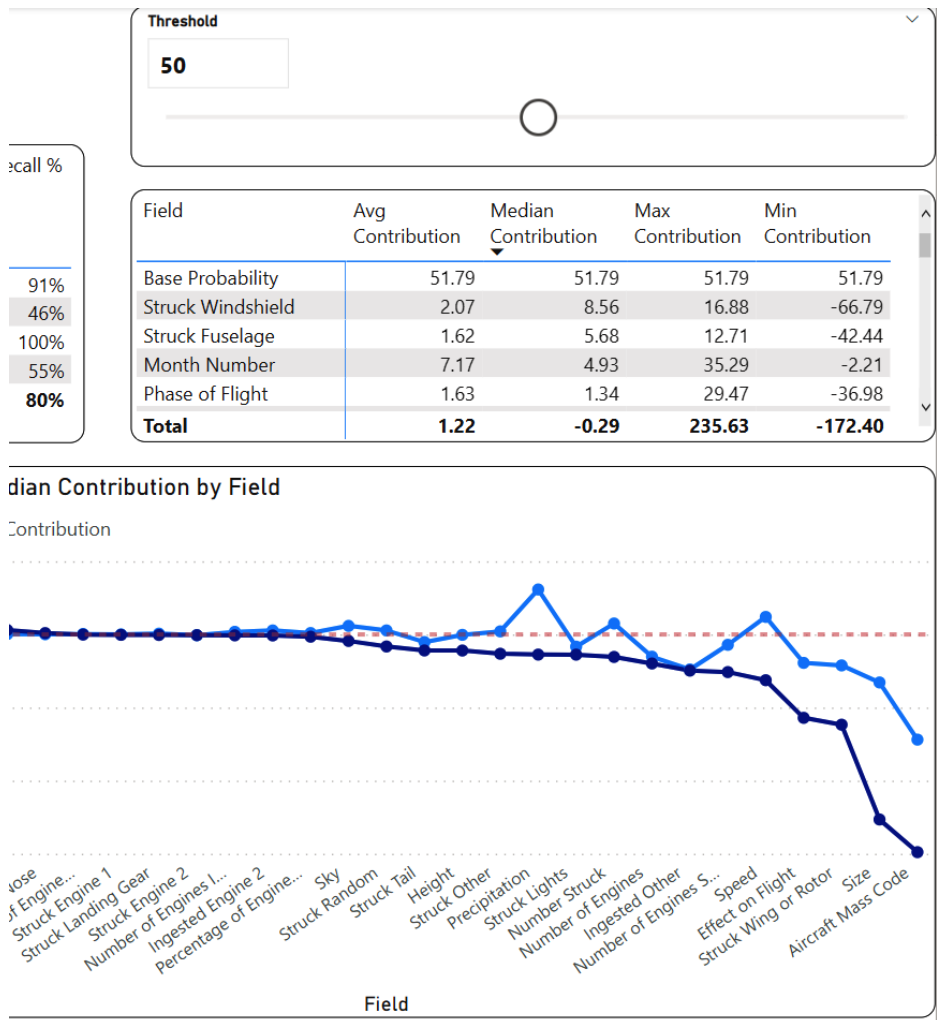 Threshold
50
ecall %
91%
46%
100%
55%
80%
Field Avg Contribution Median Contribution Max Contribution Min Contribution
Base Probability 51.79 51.79 51.79 51.79
Struck Windshield 2.07 8.56 16.88 -66.79
Struck Fuselage 1.62 5.68 12.71 -42.44
Month Number 7.17 4.93 35.29 -2.21
Phase of Flight 1.63 1.34 29.47 -36.98
Total 1.22 -0.29 235.63 -172.40
dian Contribution by Field
Contribution
Nose
of Engine...
Struck Engine 1
Struck Landing Gear
Struck Engine 2
Number of Engines I...
Ingested Engine 2
Percentage of Engine...
Sky
Struck Random
Struck Tail
Height
Struck Other
Precipitation
Struck Lights
Number Struck
Number of Engines
Ingested Other
Number of Engines S...
Speed
Effect on Flight
Struck Wing or Rotor
Size
Aircraft Mass Code
Field